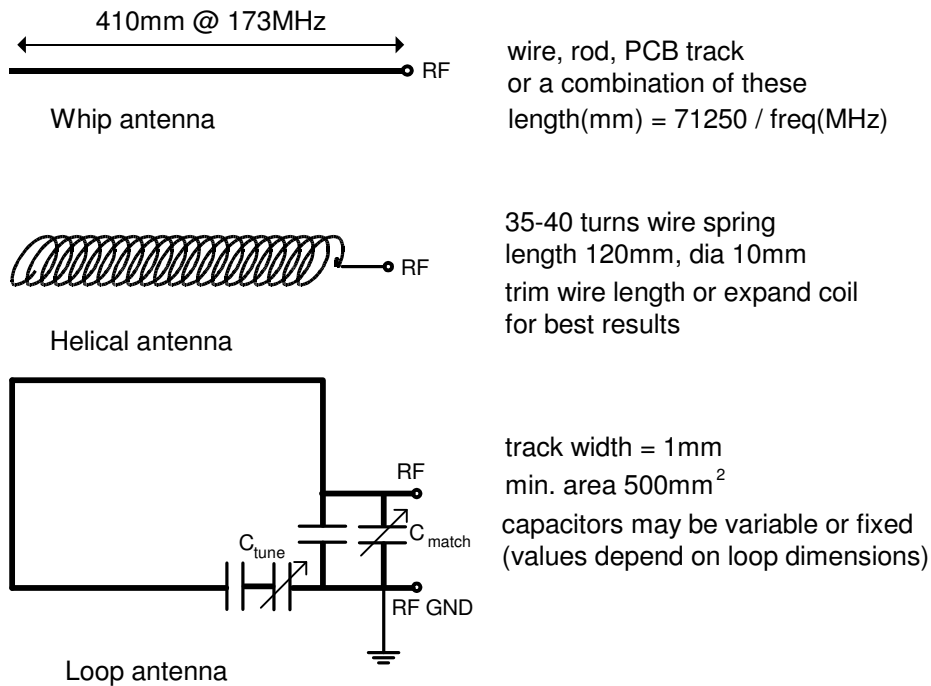 410mm @ 173MHz
RF
Whip antenna
wire, rod, PCB track
or a combination of these
length(mm) = 71250 / freq(MHz)
RF
Helical antenna
35-40 turns wire spring
length 120mm, dia 10mm
trim wire length or expand coil
for best results
RF
C match
C tune
RF GND
Loop antenna
track width = 1mm
min. area 500mm²
capacitors may be variable or fixed
(values depend on loop dimensions)